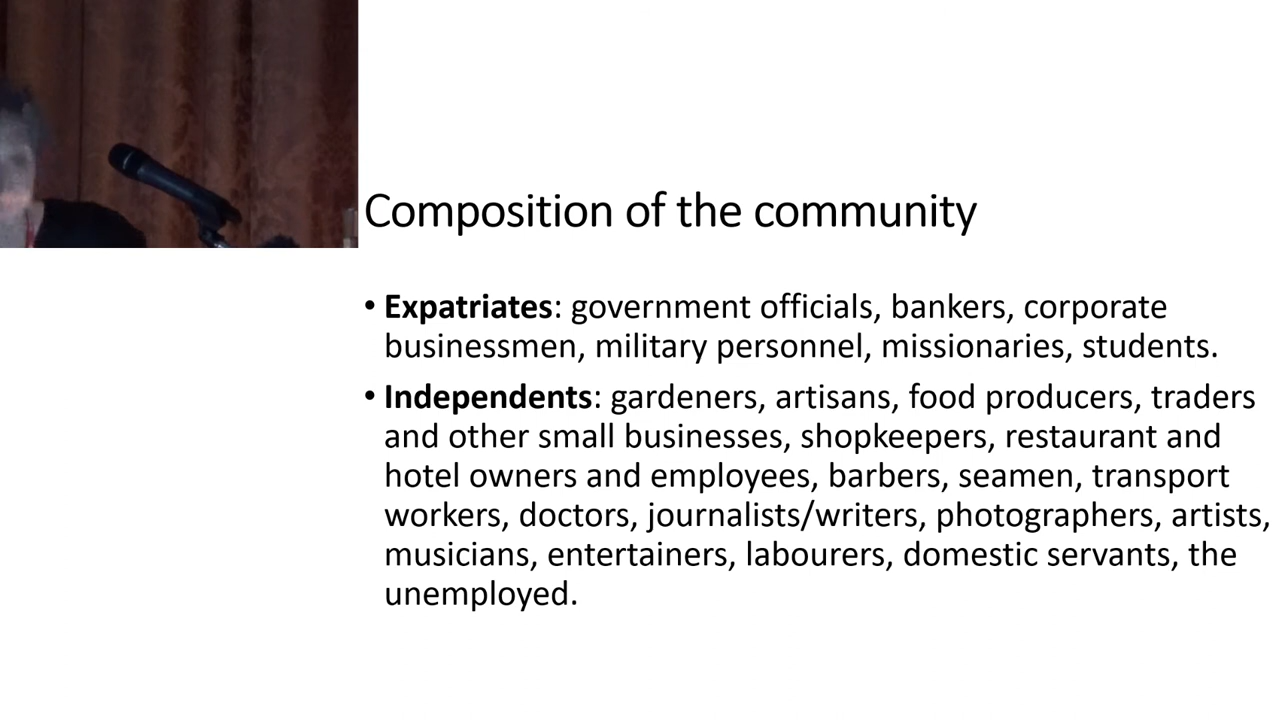 Composition of the community
• Expatriates: government officials, bankers, corporate
businessmen, military personnel, missionaries, students.
• Independents: gardeners, artisans, food producers, traders
and other small businesses, shopkeepers, restaurant and
hotel owners and employees, barbers, seamen, transport
workers, doctors, journalists/writers, photographers, artists,
musicians, entertainers, labourers, domestic servants, the
unemployed.